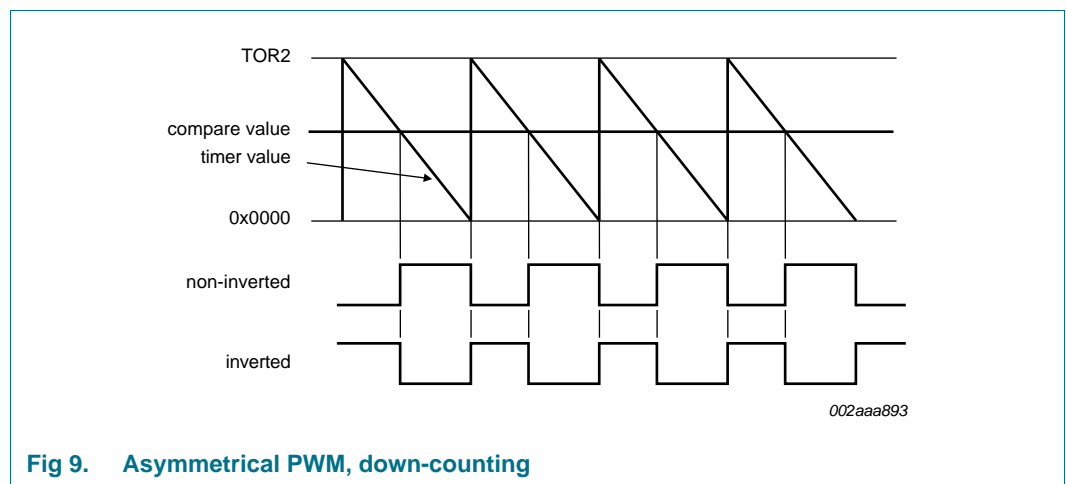 TOR2
compare value
timer value
0x0000
non-inverted
inverted
002aaa893
Fig 9. Asymmetrical PWM, down-counting